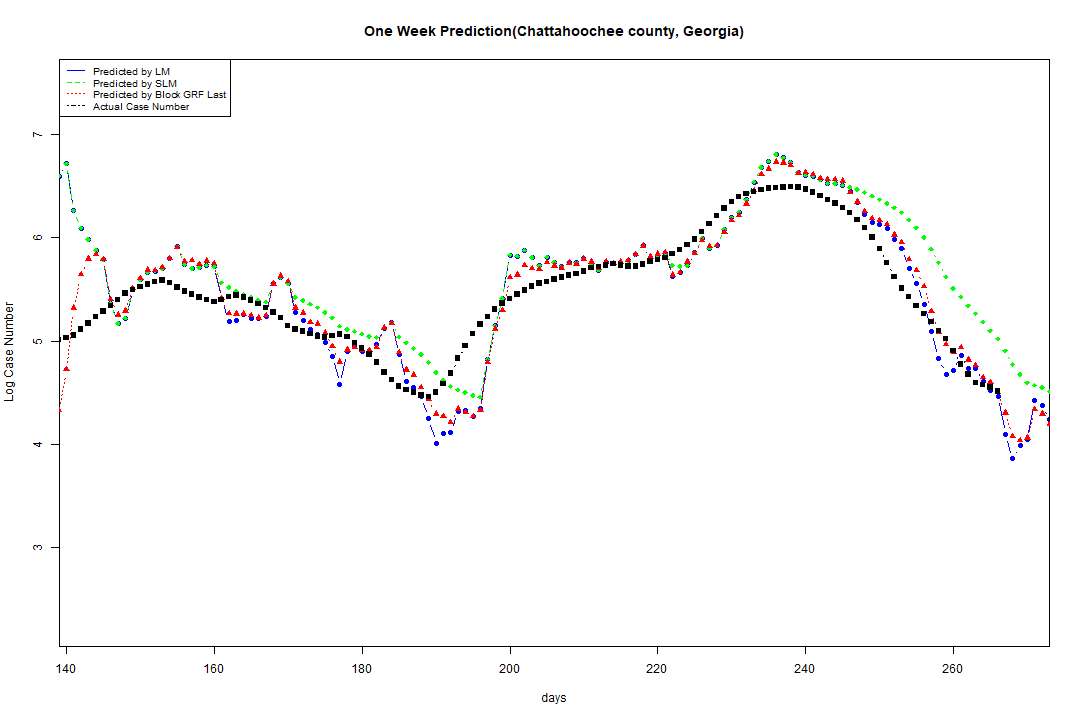 One Week Prediction(Chattahoochee county, Georgia)
Predicted by LM
Predicted by SLM
Predicted by Block GRF Last
Actual Case Number
7
6
5
4
3
Log Case Number
140 160 180 200 220 240 260
days